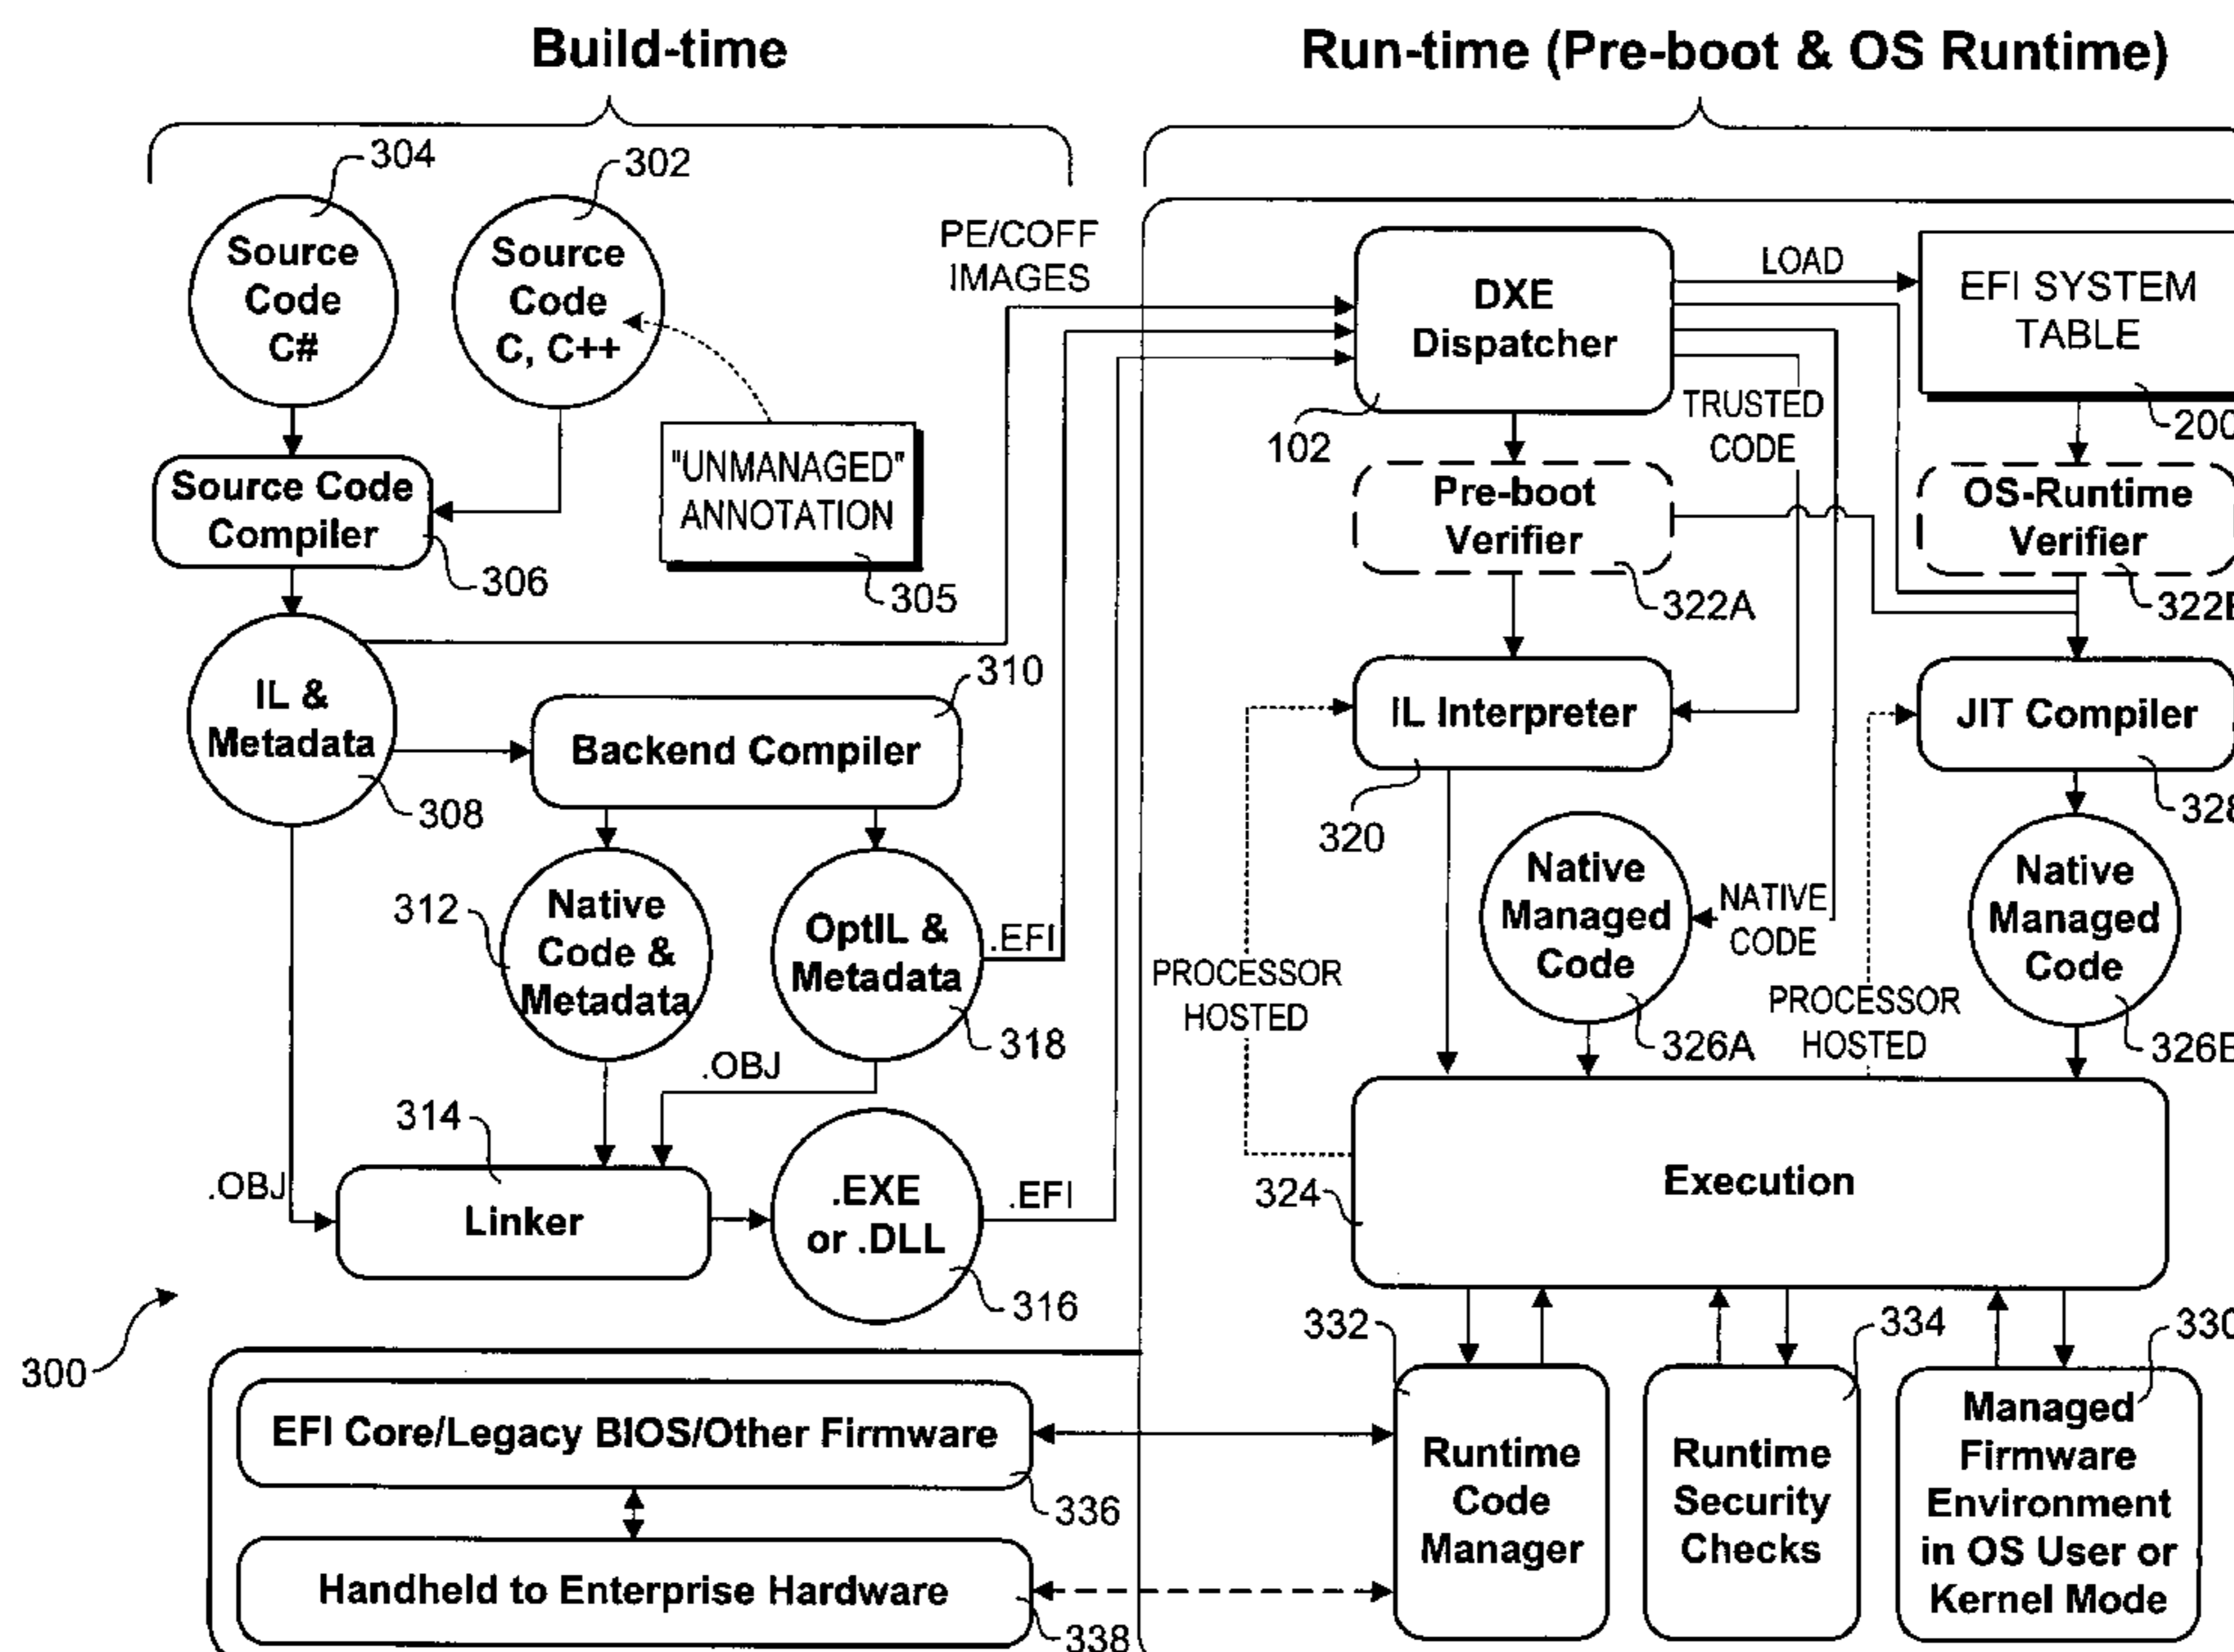 Build-time
Run-time (Pre-boot & OS Runtime)
304
302
Source
Code
C#
Source
Code
C, C++
PE/COFF
IMAGES
"UNMANAGED"
ANNOTATION
305
Source Code
Compiler
306
IL &
Metadata
308
310
Backend Compiler
312
Native
Code &
Metadata
OptIL &
Metadata
.EFI
318
.OBJ
314
.OBJ
Linker
.EXE
or .DLL
.EFI
316
300
EFI Core/Legacy BIOS/Other Firmware
336
Handheld to Enterprise Hardware
338
DXE
Dispatcher
102
LOAD
EFI SYSTEM
TABLE
200
TRUSTED
CODE
Pre-boot
Verifier
322A
OS-Runtime
Verifier
322
IL Interpreter
320
JIT Compiler
328
Native
Managed
Code
326A
NATIVE
CODE
Native
Managed
Code
326
PROCESSOR
HOSTED
PROCESSOR
HOSTED
Execution
324
332
334
330
Runtime
Code
Manager
Runtime
Security
Checks
Managed
Firmware
Environment
in OS User or
Kernel Mode